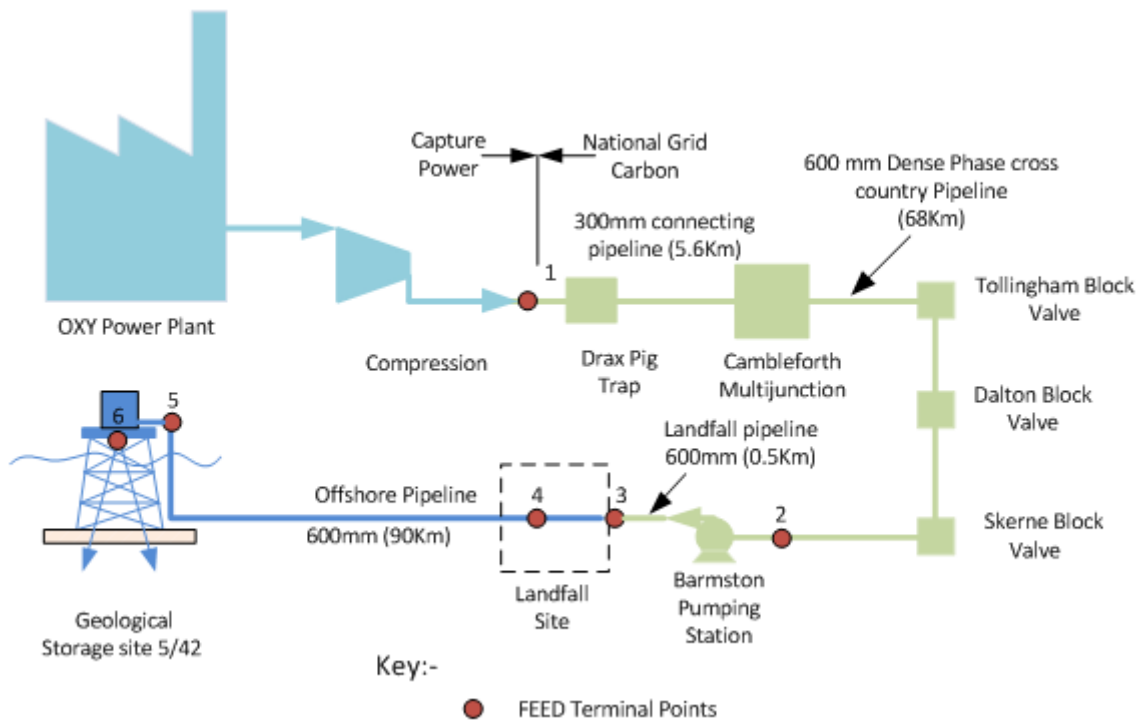 Capture
Power
National Grid
Carbon
600 mm Dense Phase cross
country Pipeline
(68Km)
300mm connecting
pipeline (5.6Km)
1
OXY Power Plant
Compression
Drax Pig
Trap
Cambleforth
Multijunction
Tollingham Block
Valve
Dalton Block
Valve
5
6
Landfall pipeline
600mm (0.5Km)
Offshore Pipeline
600mm (90Km)
4
3
2
Skerne Block
Valve
Landfall
Site
Barmston
Pumping
Station
Geological
Storage site 5/42
Key:-
FEED Terminal Points